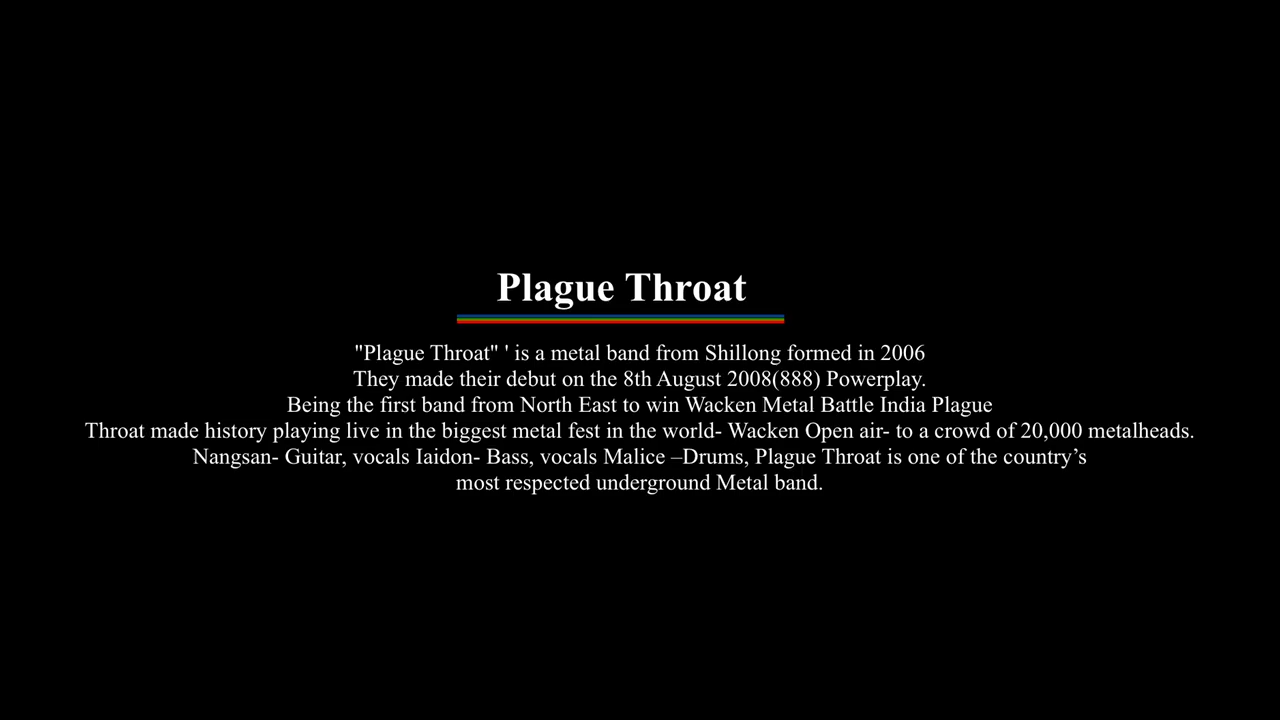 Plague Throat
"Plague Throat" ' is a metal band from Shillong formed in 2006
They made their debut on the 8th August 2008(888) Powerplay.
Being the first band from North East to win Wacken Metal Battle India Plague
Throat made history playing live in the biggest metal fest in the world- Wacken Open air- to a crowd of 20,000 metalheads.
Nangsan- Guitar, vocals Iaidon- Bass, vocals Malice –Drums, Plague Throat is one of the country’s
most respected underground Metal band.